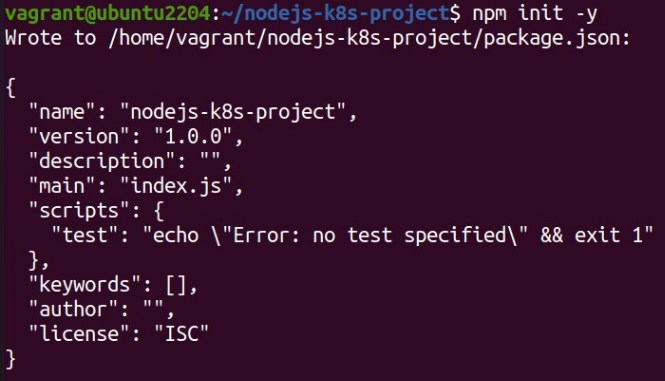 vagrant@ubuntu2204:~/nodejs-k8s-project$ npm init -y
Wrote to /home/vagrant/nodejs-k8s-project/package.json:
{
  "name": "nodejs-k8s-project",
  "version": "1.0.0",
  "description": "",
  "main": "index.js",
  "scripts": {
    "test": "echo \"Error: no test specified\" && exit 1"
  },
  "keywords": [],
  "author": "",
  "license": "ISC"
}